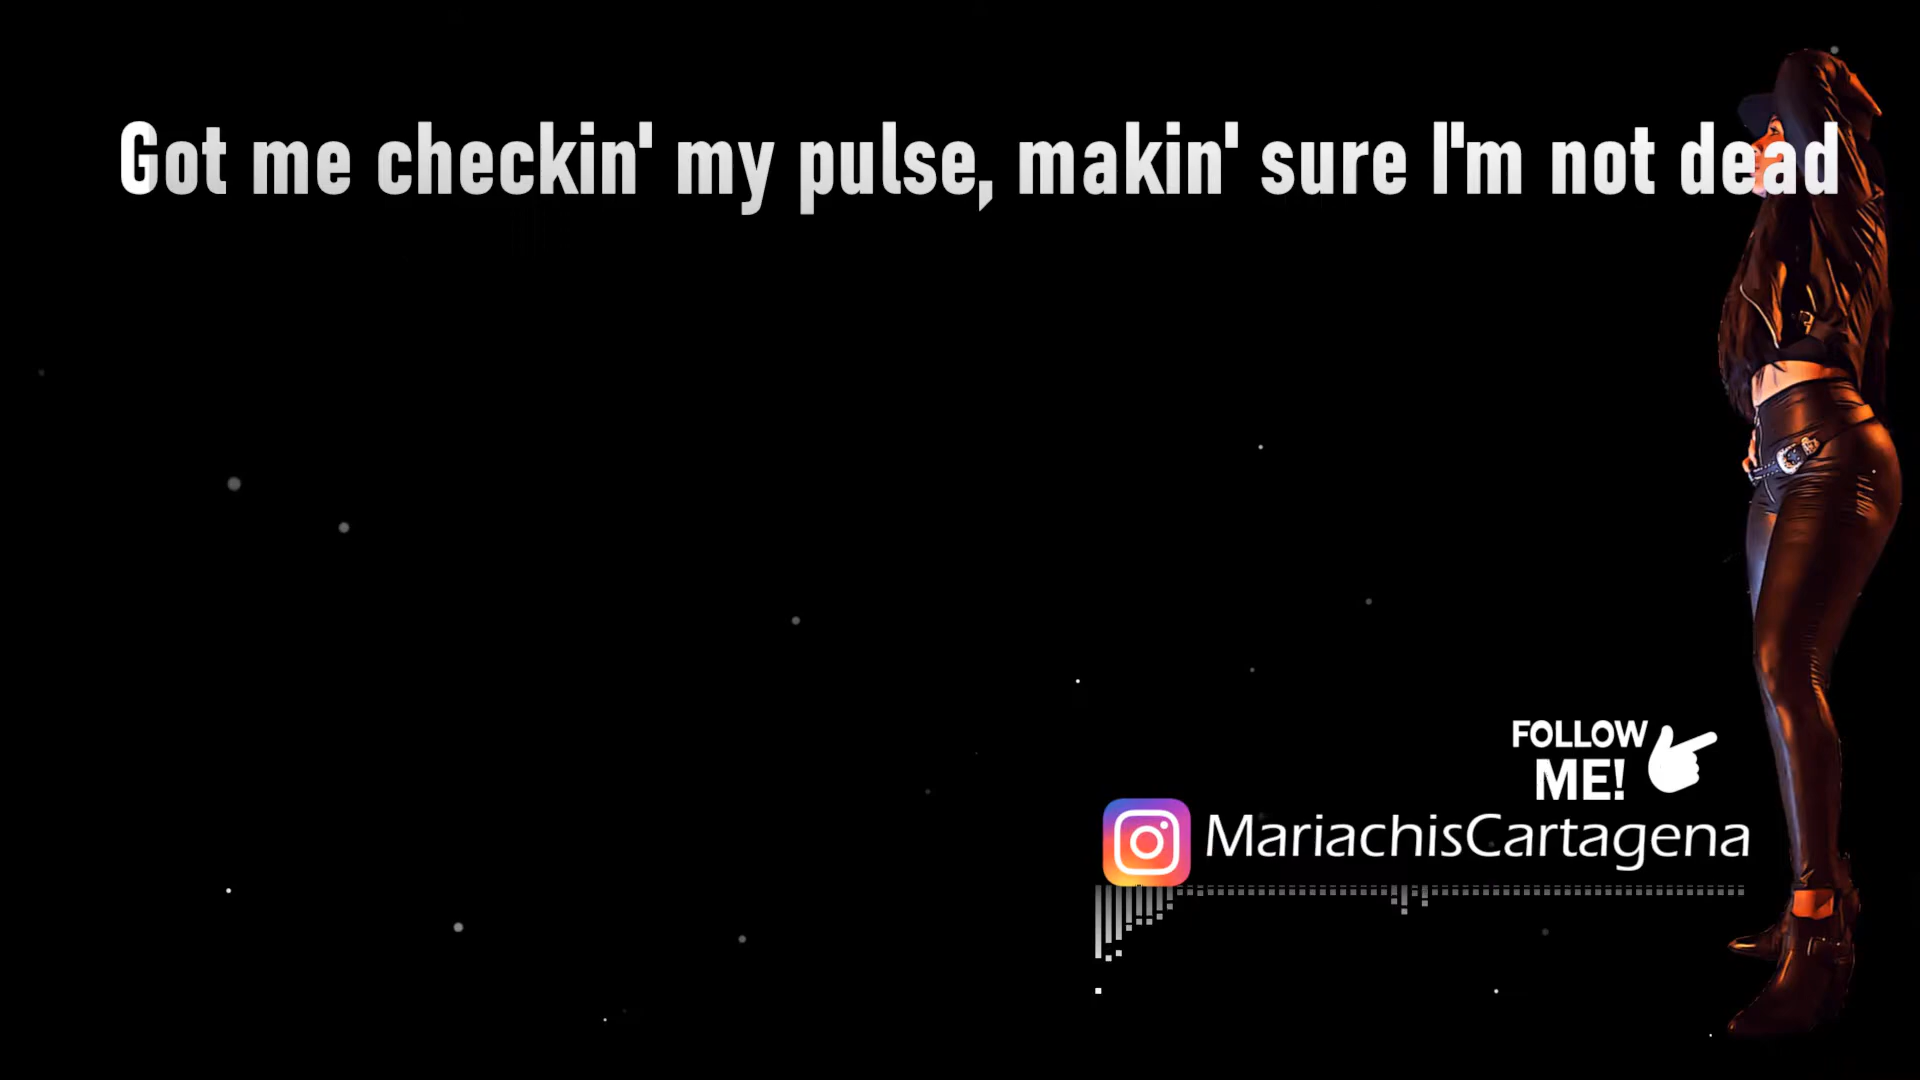 Got me checkin' my pulse, makin' sure I'm not dead
FOLLOW
ME!
MariachisCartagena